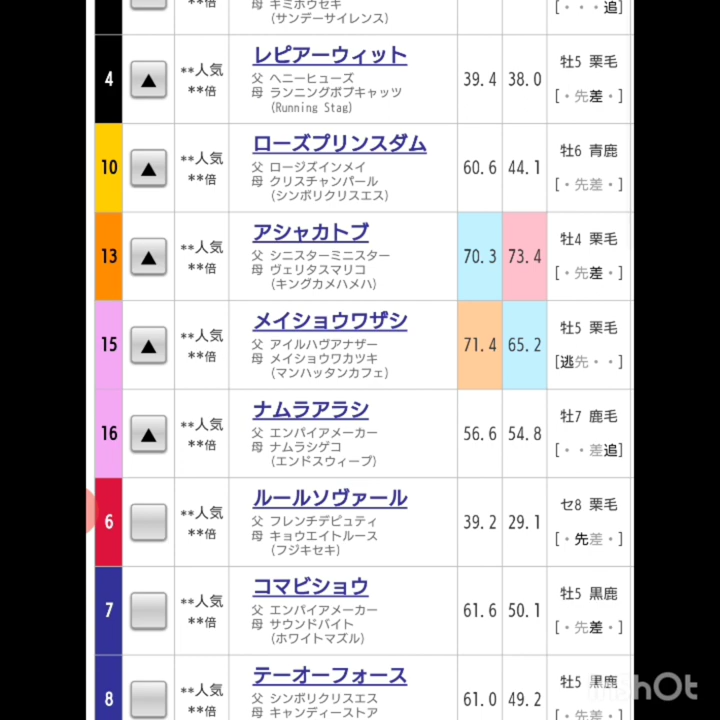 **倍
母 キミホウセキ
(サンデーサイレンス)
[・・・追]
4
▲
**人気
**倍
レピアーウィット
父 ヘニーヒューズ
母 ランニングボブキャッツ
(Running Stag)
39.4 38.0
牡5 栗毛
[・先差・]
10
▲
**人気
**倍
ローズプリンスダム
父 ロージズインメイ
母 クリスチャンパール
(シンボリクリスエス)
60.6 44.1
牡6 青鹿
[・先差・]
13
▲
**人気
**倍
アシャカトブ
父 シニスターミニスター
母 ヴェリタスマリコ
(キングカメハメハ)
70.3 73.4
牡4 栗毛
[・先差・]
15
▲
**人気
**倍
メイショウワザシ
父 アイルハヴアナザー
母 メイショウワカツキ
(マンハッタンカフェ)
71.4 65.2
牡5 栗毛
[逃先・・]
16
▲
**人気
**倍
ナムラアラシ
父 エンパイアメーカー
母 ナムラシゲコ
(エンドスウィープ)
56.6 54.8
牡7 鹿毛
[・・差追]
6
**人気
**倍
ルールソヴァール
父 フレンチデピュティ
母 キョウエイトルース
(フジキセキ)
39.2 29.1
セ8 栗毛
[・先差・]
7
**人気
**倍
コマビショウ
父 エンパイアメーカー
母 サウンドバイト
(ホワイトマズル)
61.6 50.1
牡5 黒鹿
[・先差・]
8
**人気
**倍
テーオーフォース
父 シンボリクリスエス
母 キャンディーストア
61.0 49.2
牡5 黒鹿
[・先差・]